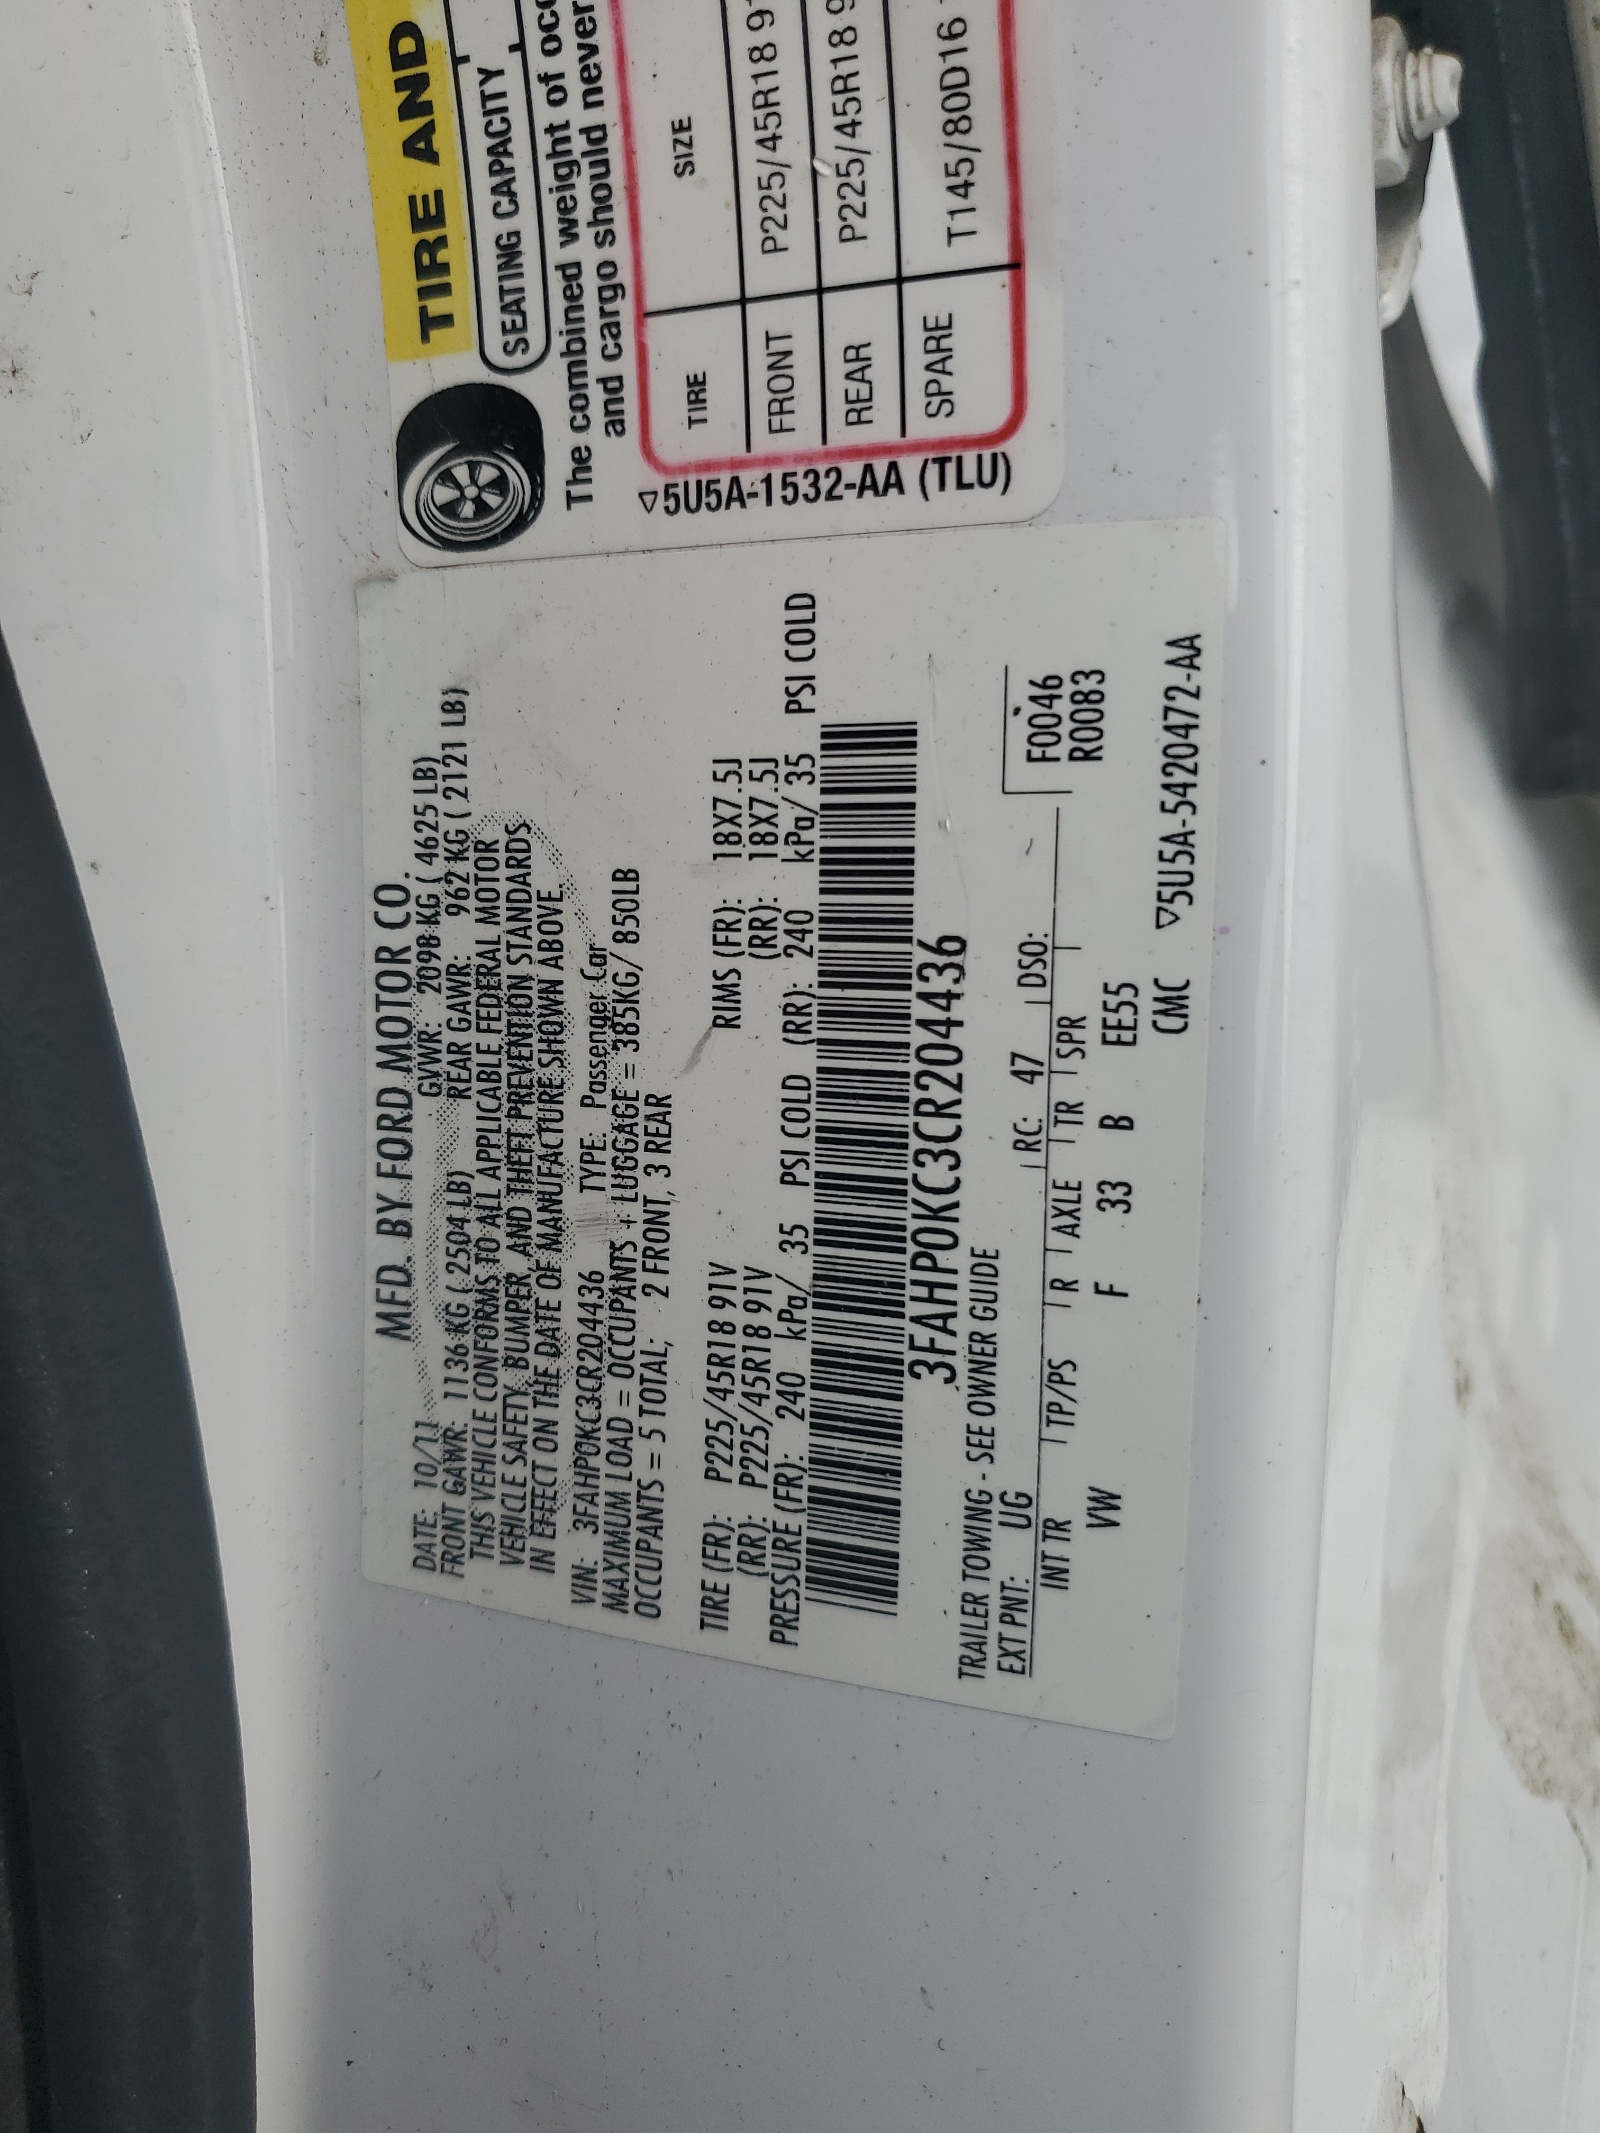 MFD. BY FORD MOTOR CO.
DATE: 10/11 GVWR: 2098 KG ( 4625 LB)
FRONT GAWR: 1136 KG ( 2504 LB) REAR GAWR: 962 KG ( 2121 LB)
THIS VEHICLE CONFORMS TO ALL APPLICABLE FEDERAL MOTOR
VEHICLE SAFETY, BUMPER, AND THEFT PREVENTION STANDARDS
IN EFFECT ON THE DATE OF MANUFACTURE SHOWN ABOVE.
VIN: 3FAHP0KC3CR204436 TYPE: Passenger Car
MAXIMUM LOAD = OCCUPANTS + LUGGAGE = 385KG/ 850LB
OCCUPANTS = 5 TOTAL; 2 FRONT, 3 REAR
TIRE (FR): P225/45R18 91V RIMS (FR): 18X7.5J
(RR): P225/45R18 91V (RR): 18X7.5J
PRESSURE (FR): 240 kPa/ 35 PSI COLD (RR): 240 kPa/ 35 PSI COLD
3FAHP0KC3CR204436
TRAILER TOWING - SEE OWNER GUIDE
EXT PNT: UG RC: 47 DSO:
F0046
R0083
INT TR TP/PS R AXLE TR SPR
VW F 33 B EE55
CMC ▽5U5A-5420472-AA
TIRE AND
SEATING CAPACITY
The combined weight of occ
and cargo should never
TIRE SIZE
FRONT P225/45R18 91
REAR P225/45R18 9
SPARE T145/80D16
▽5U5A-1532-AA (TLU)